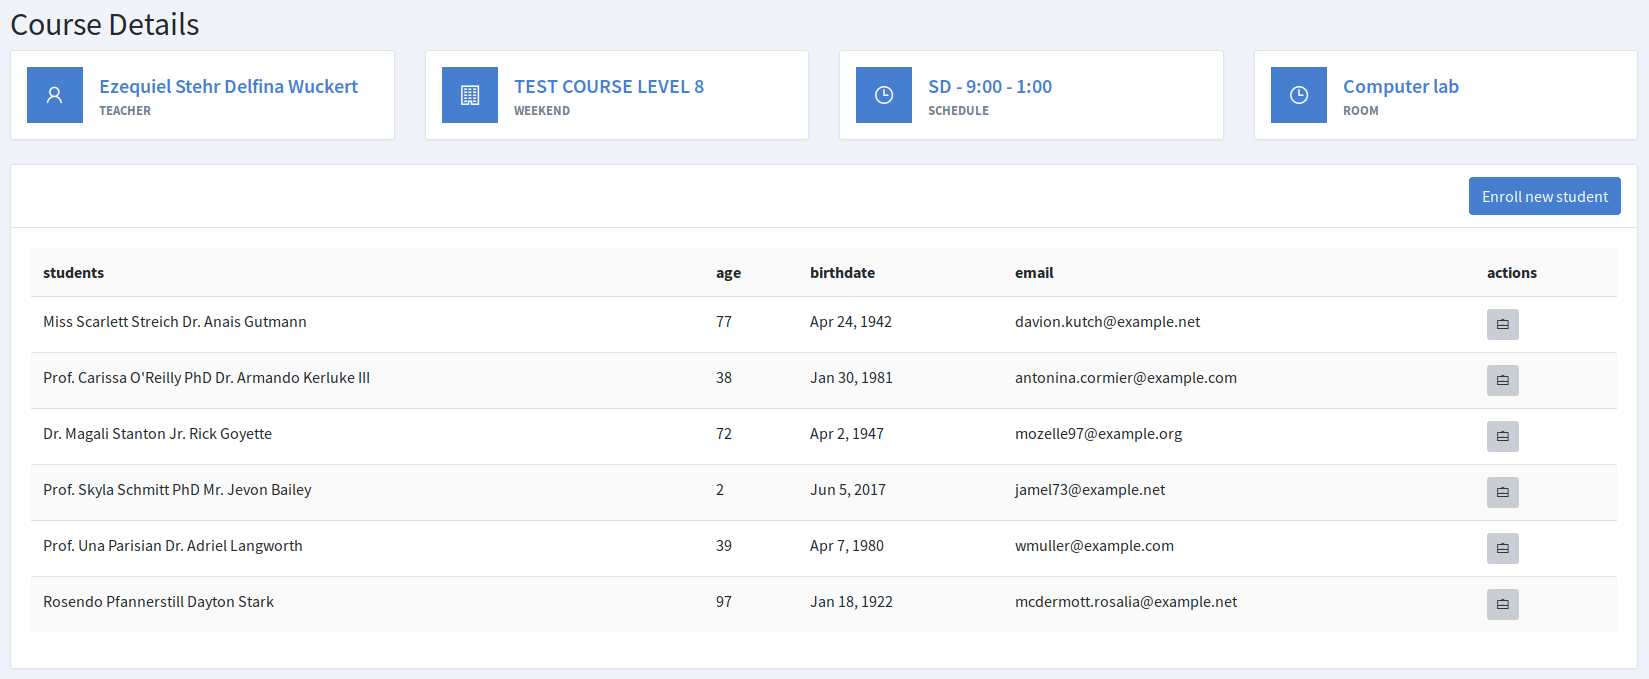 Course Details
Ezequiel Stehr Delfina Wuckert
TEACHER
TEST COURSE LEVEL 8
WEEKEND
SD - 9:00 - 1:00
SCHEDULE
Computer lab
ROOM
Enroll new student
students age birthdate email actions
Miss Scarlett Streich Dr. Anais Gutmann 77 Apr 24, 1942 davion.kutch@example.net
Prof. Carissa O'Reilly PhD Dr. Armando Kerluke III 38 Jan 30, 1981 antonina.cormier@example.com
Dr. Magali Stanton Jr. Rick Goyette 72 Apr 2, 1947 mozelle97@example.org
Prof. Skyla Schmitt PhD Mr. Jevon Bailey 2 Jun 5, 2017 jamel73@example.net
Prof. Una Parisian Dr. Adriel Langworth 39 Apr 7, 1980 wmuller@example.com
Rosendo Pfannerstill Dayton Stark 97 Jan 18, 1922 mcdermott.rosalia@example.net